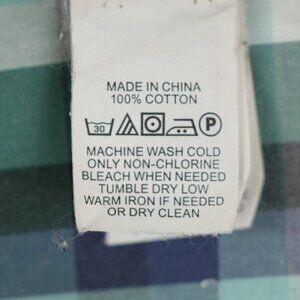 MADE IN CHINA
100% COTTON
30 P
MACHINE WASH COLD
ONLY NON-CHLORINE
BLEACH WHEN NEEDED
TUMBLE DRY LOW
WARM IRON IF NEEDED
OR DRY CLEAN